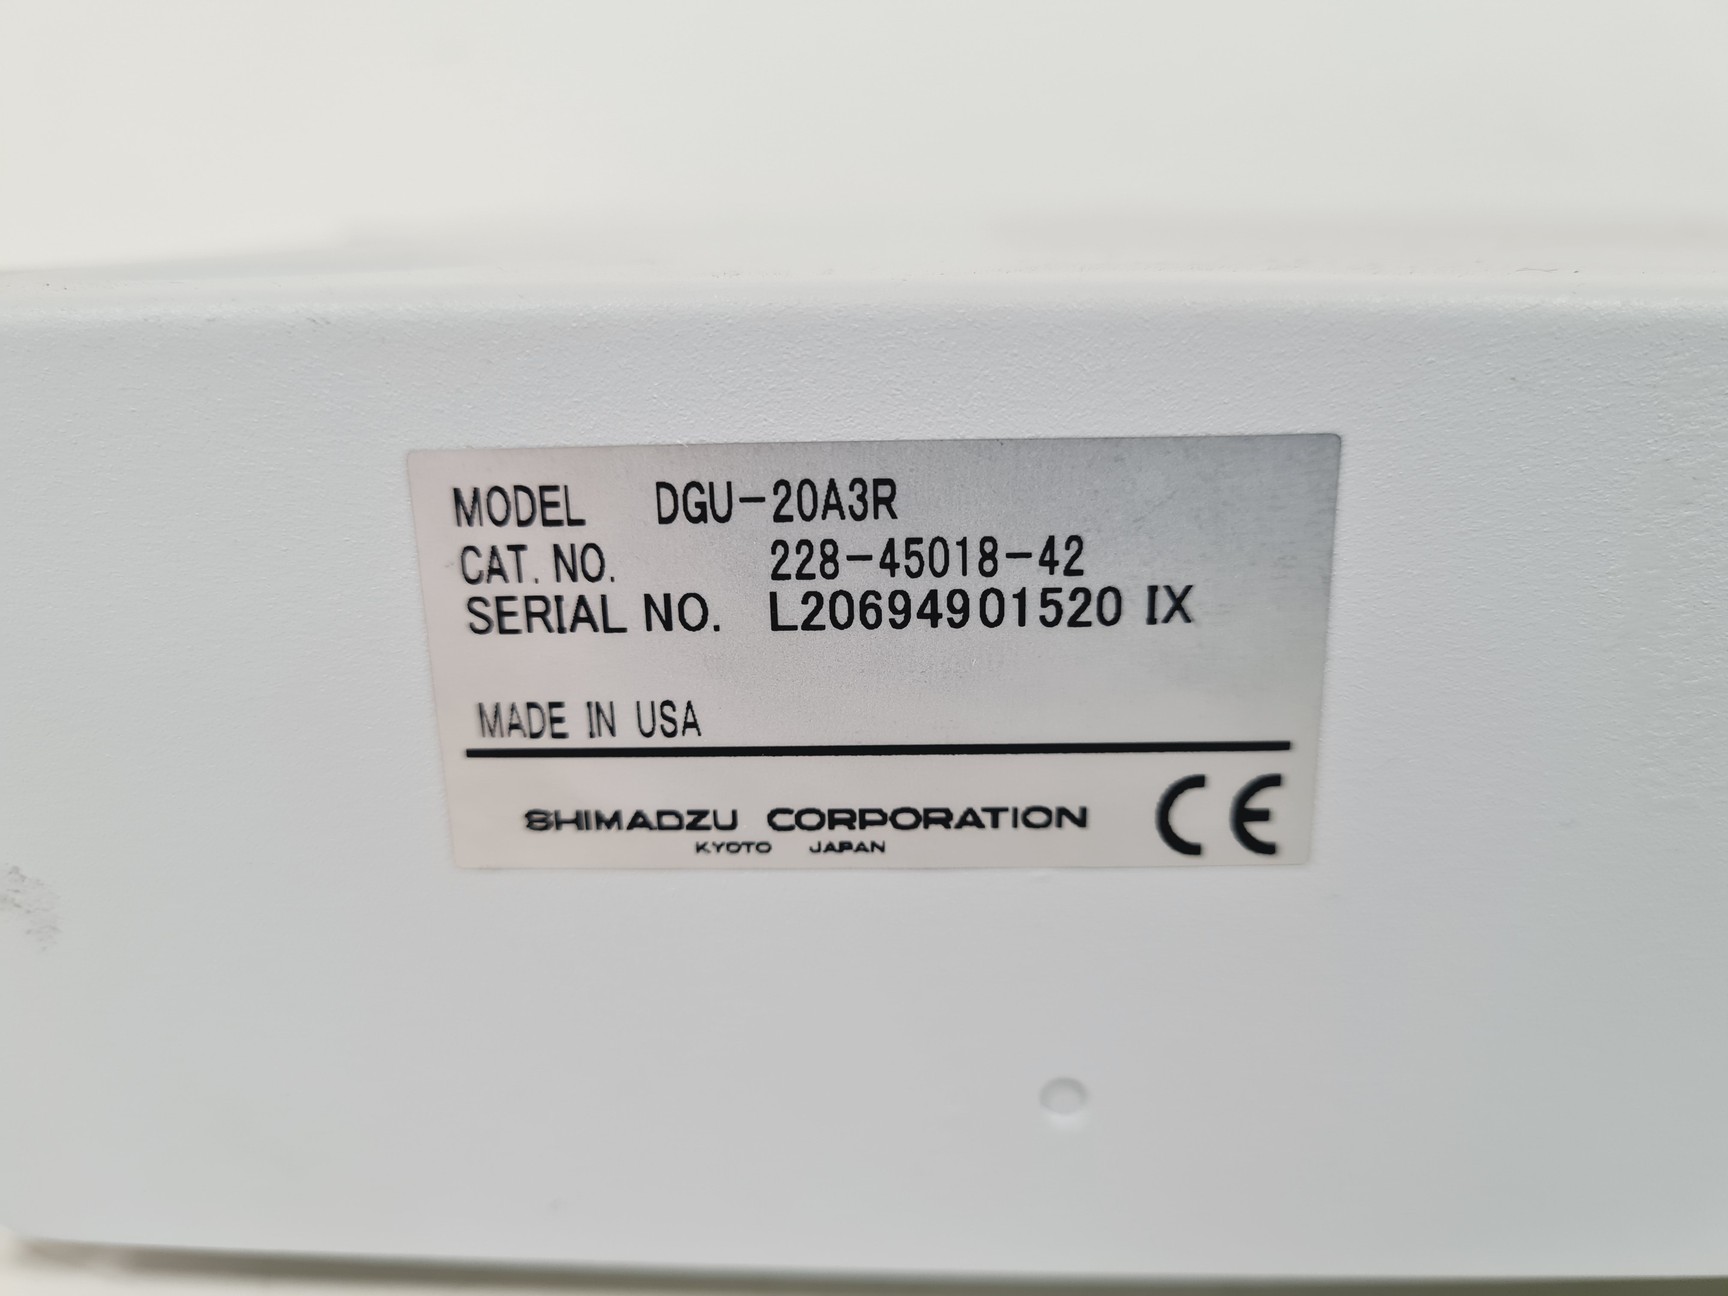 MODEL DGU-20A3R
CAT. NO. 228-45018-42
SERIAL NO. L20694901520 IX
MADE IN USA
SHIMADZU CORPORATION
KYOTO JAPAN
CE